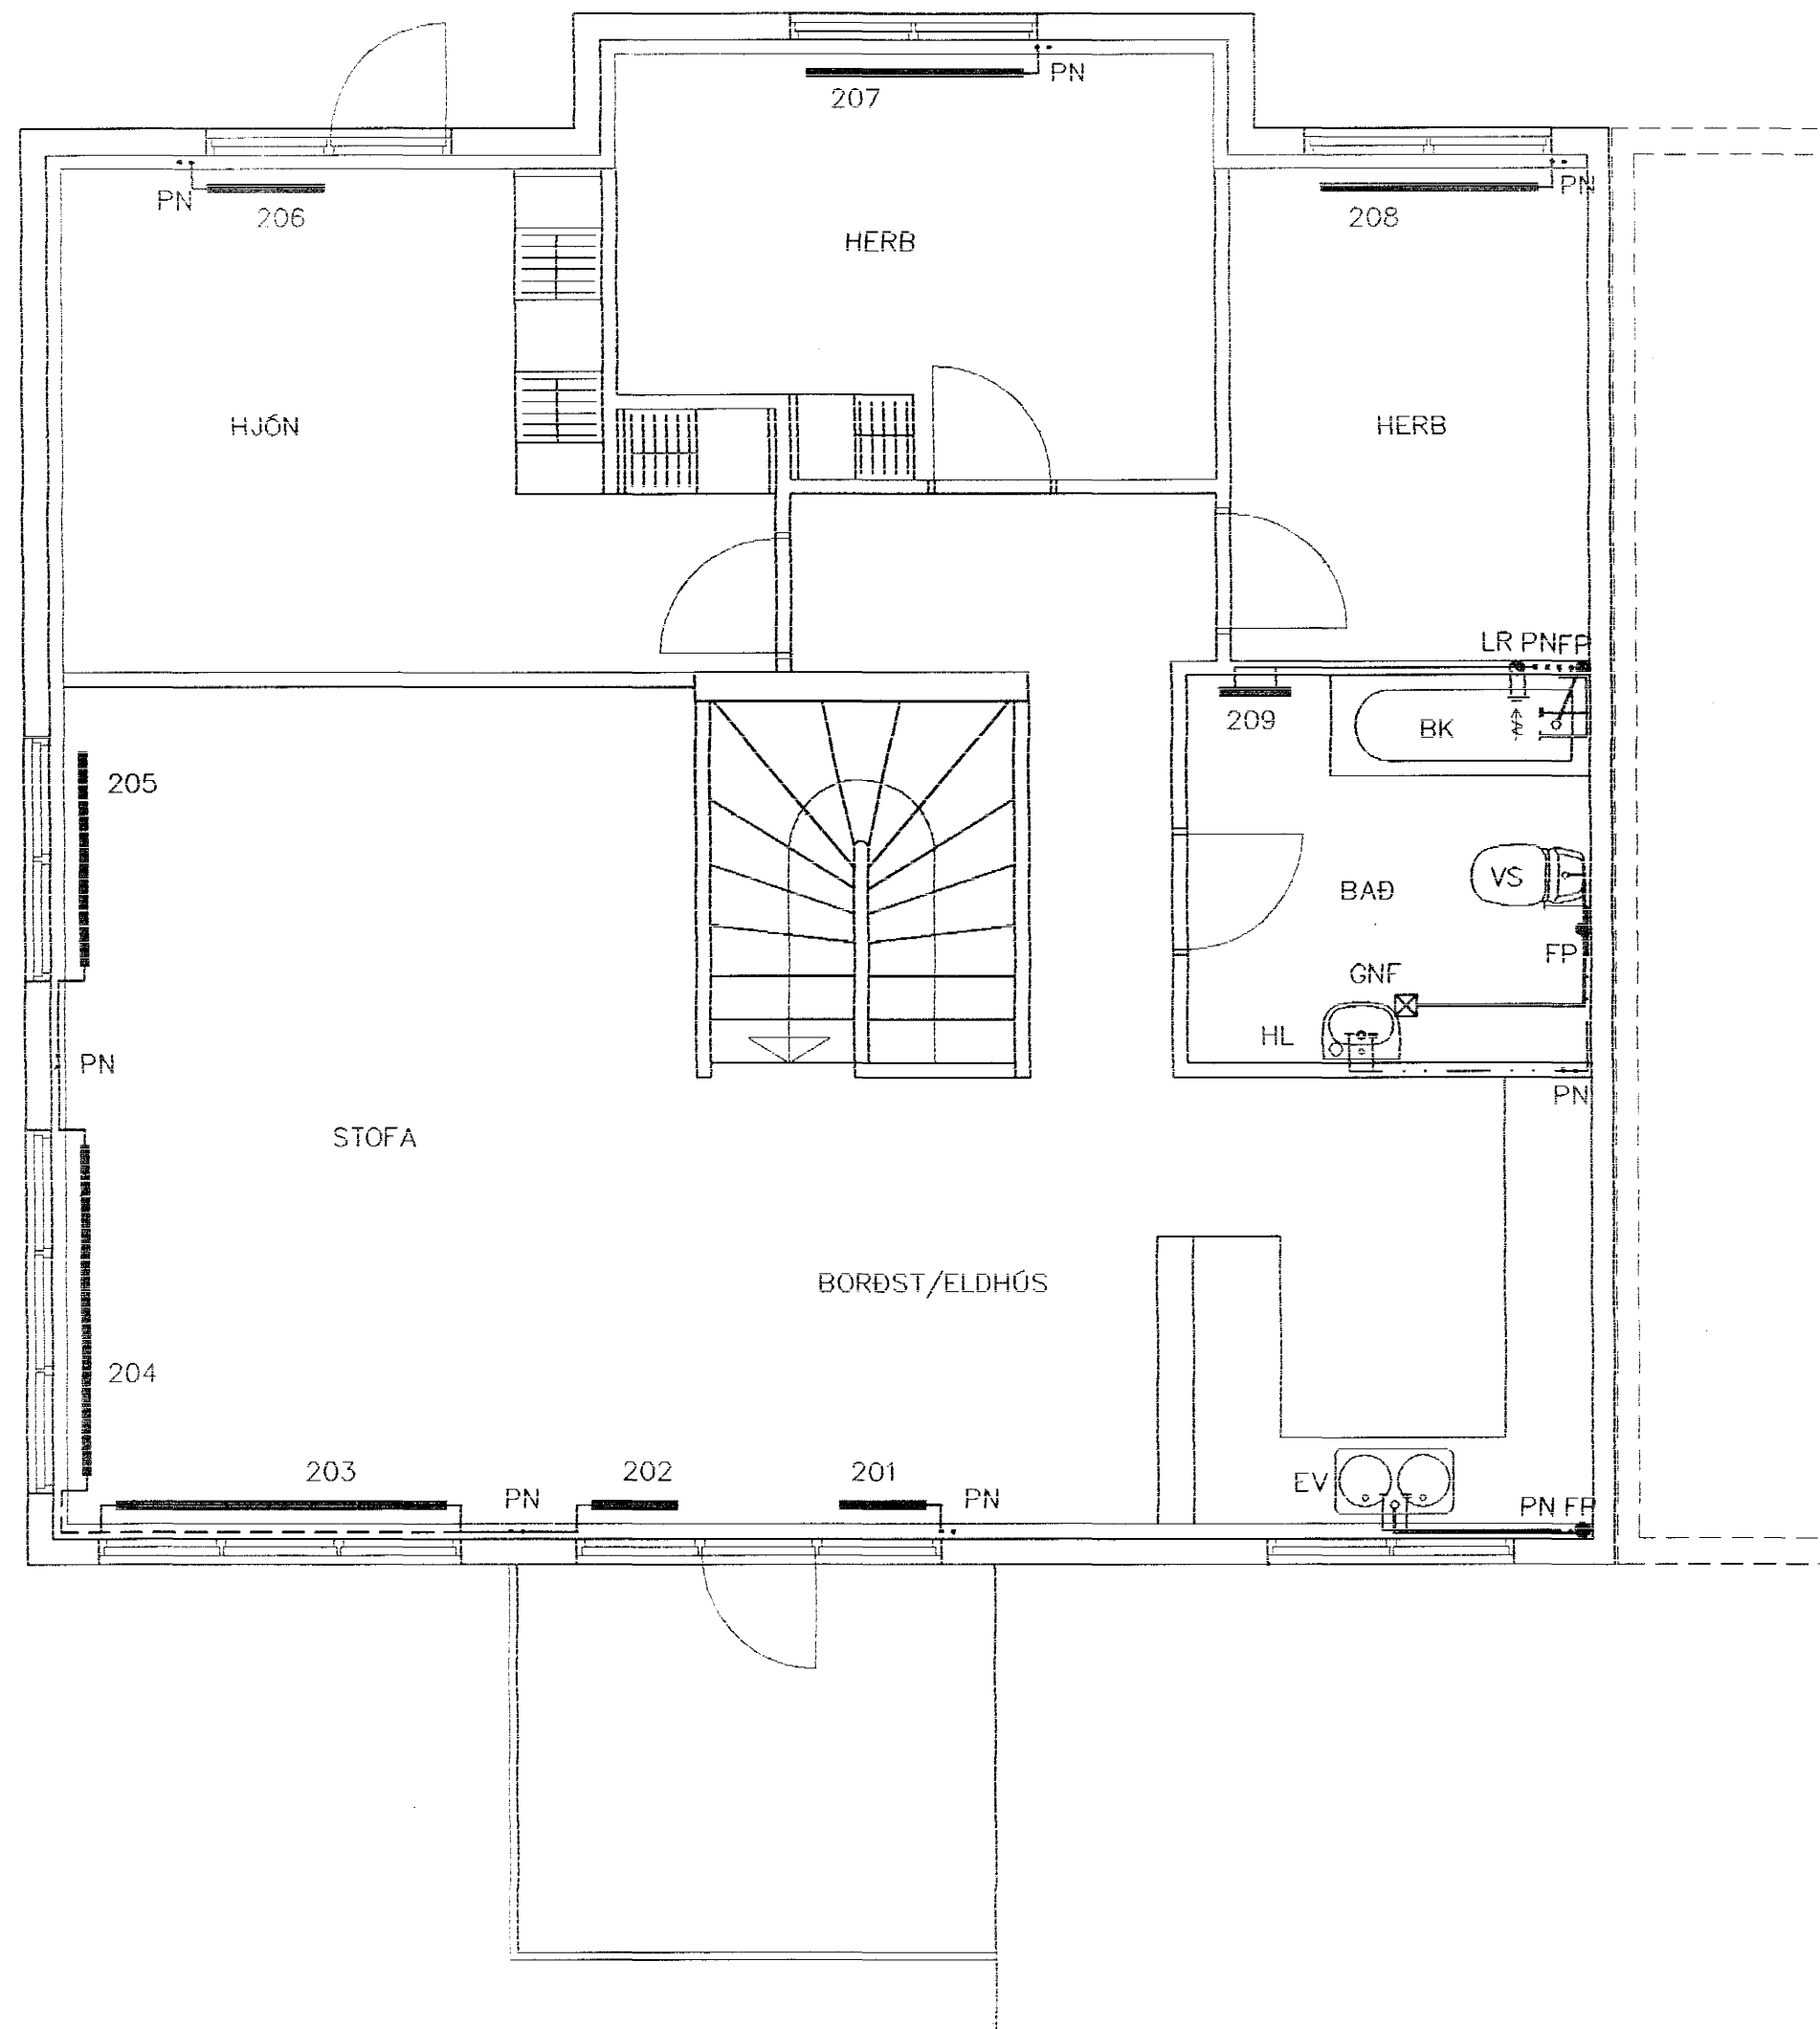 PN
207
PN
206
PN
208
HERB
HJÓN
HERB
LR PNFP
209
BK
205
VS
BAÐ
FP
GNF
HL
PN
PN
STOFA
BORÐST/ELDHÚS
204
203
202
201
PN
PN
EV
PN FP